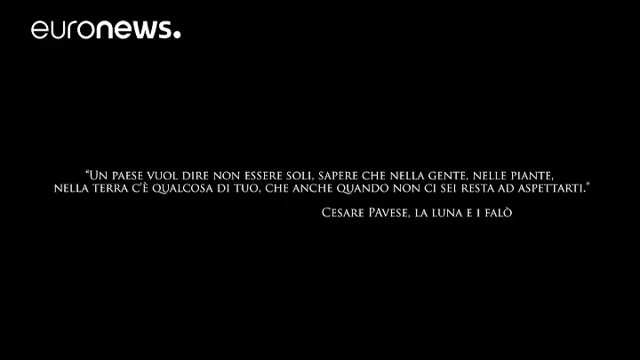 euronews.
“Un paese vuol dire non essere soli, sapere che nella gente, nelle piante,
nella terra c'è qualcosa di tuo, che anche quando non ci sei resta ad aspettarti.”
Cesare PAvese, la luna e i falò